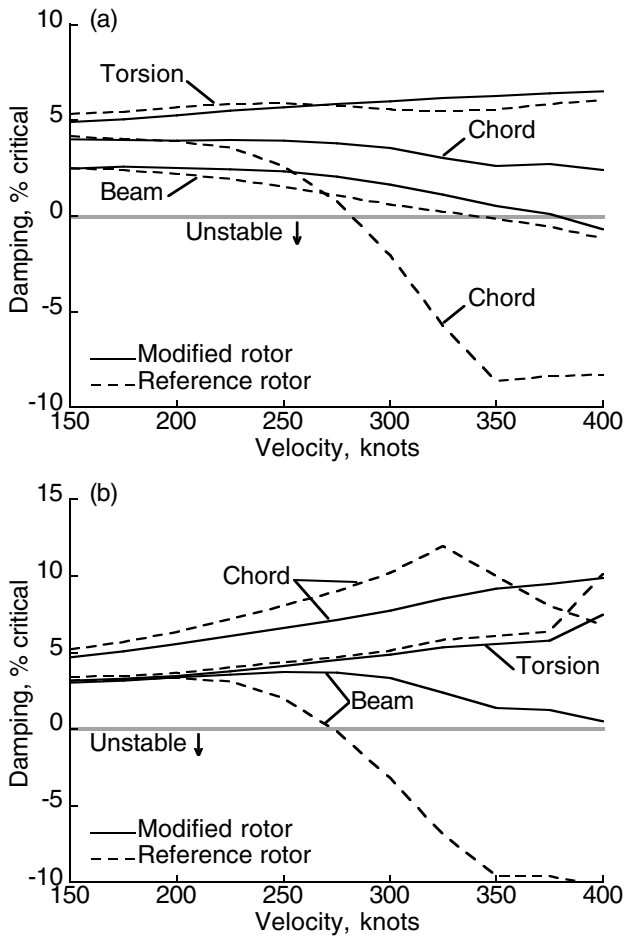 (a)
10
5
0
-5
-10
Damping, % critical
Torsion
Chord
Beam
Unstable
Chord
Modified rotor
Reference rotor
150 200 250 300 350 400
Velocity, knots
(b)
15
10
5
0
-5
-10
Damping, % critical
Chord
Torsion
Beam
Unstable
Modified rotor
Reference rotor
150 200 250 300 350 400
Velocity, knots